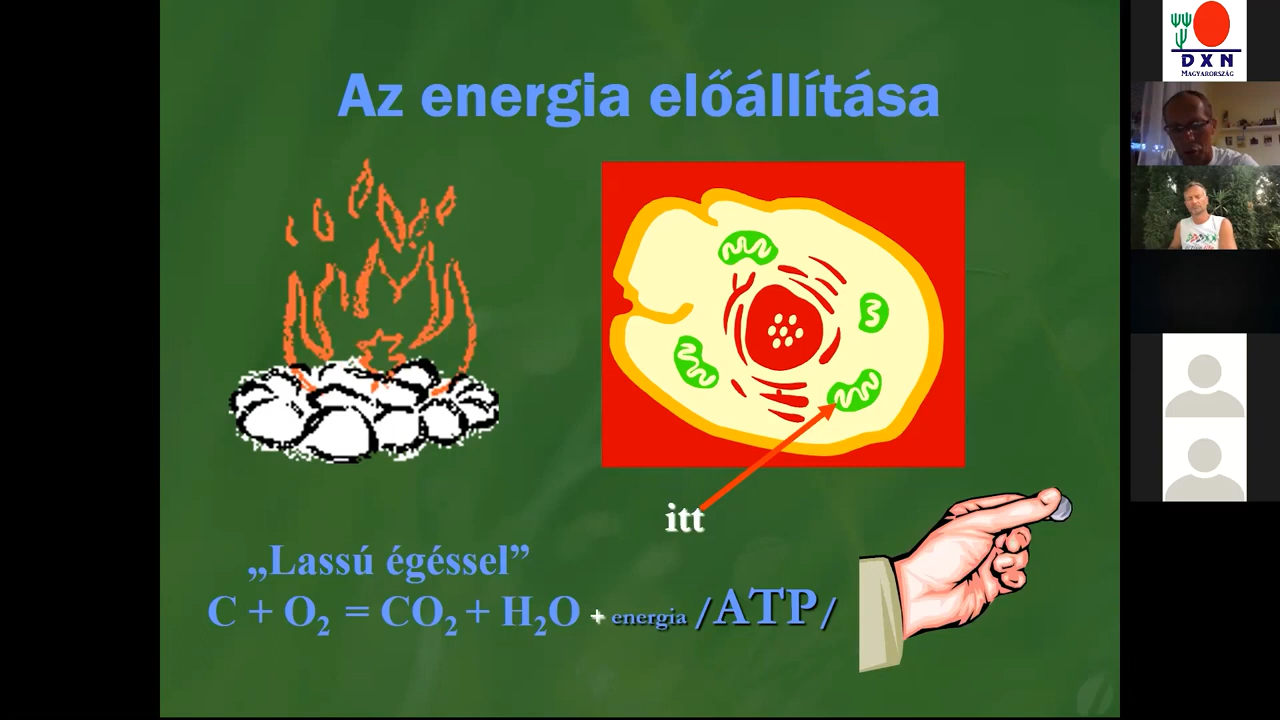 Az energia előállítása
itt
„Lassú égéssel”
C + O₂ = CO₂ + H₂O + energia /ATP/
DXN
MAGYARORSZÁG